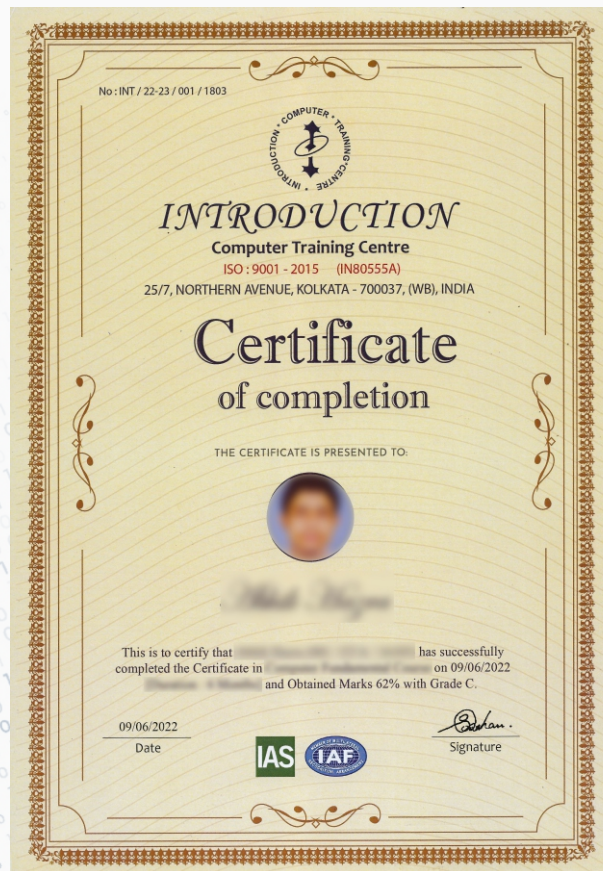 No : INT / 22-23 / 001 / 1803
INTRODUCTION * COMPUTER * TRAINING * CENTRE *
INTRODUCTION
Computer Training Centre
ISO : 9001 - 2015 (IN80555A)
25/7, NORTHERN AVENUE, KOLKATA - 700037, (WB), INDIA
Certificate
of completion
THE CERTIFICATE IS PRESENTED TO:
This is to certify that has successfully
completed the Certificate in on 09/06/2022
and Obtained Marks 62% with Grade C.
09/06/2022
Date
IAS
IAF
Signature